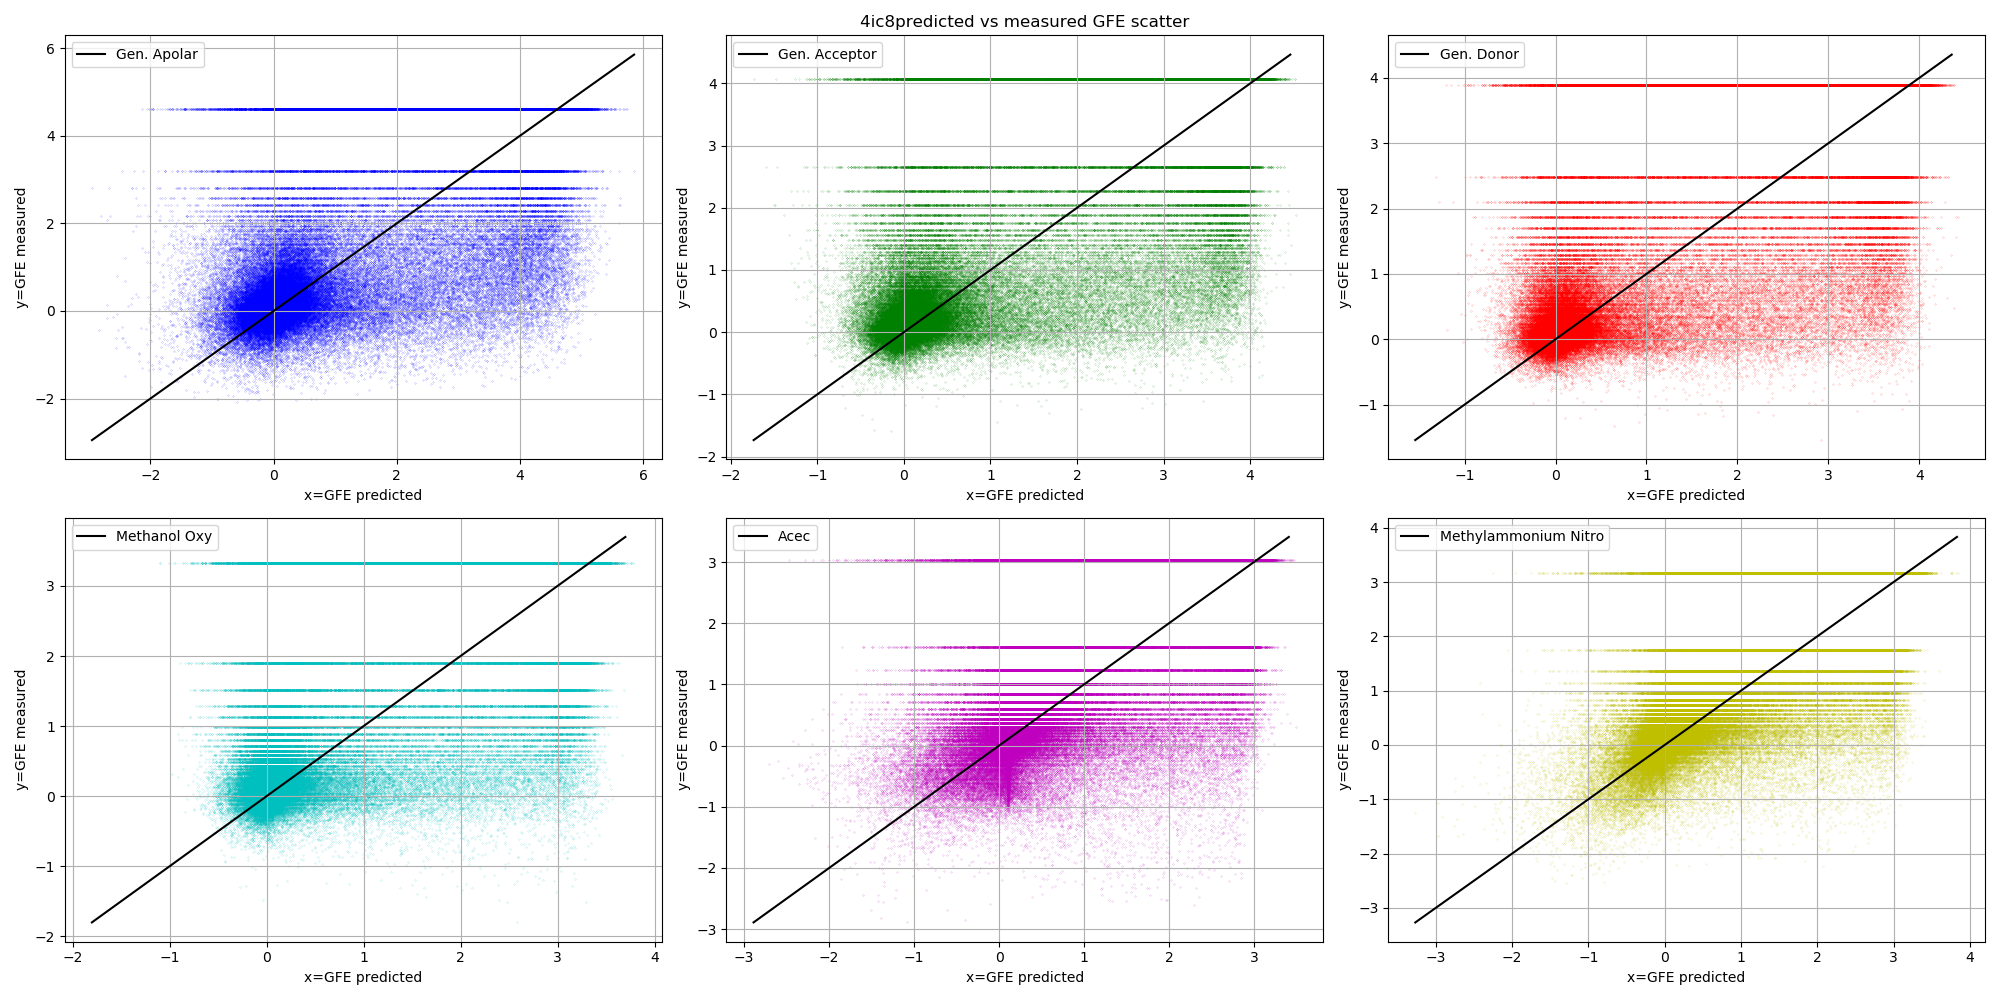 4ic8predicted vs measured GFE scatter
Gen. Apolar
y=GFE measured
6
4
2
0
−2
−2 0 2 4 6
x=GFE predicted
Gen. Acceptor
y=GFE measured
4
3
2
1
0
−1
−2
−2 −1 0 1 2 3 4
x=GFE predicted
Gen. Donor
y=GFE measured
4
3
2
1
0
−1
−1 0 1 2 3 4
x=GFE predicted
Methanol Oxy
y=GFE measured
3
2
1
0
−1
−2
−2 −1 0 1 2 3 4
x=GFE predicted
Acec
y=GFE measured
3
2
1
0
−1
−2
−3
−3 −2 −1 0 1 2 3
x=GFE predicted
Methylammonium Nitro
y=GFE measured
4
3
2
1
0
−1
−2
−3
−3 −2 −1 0 1 2 3 4
x=GFE predicted